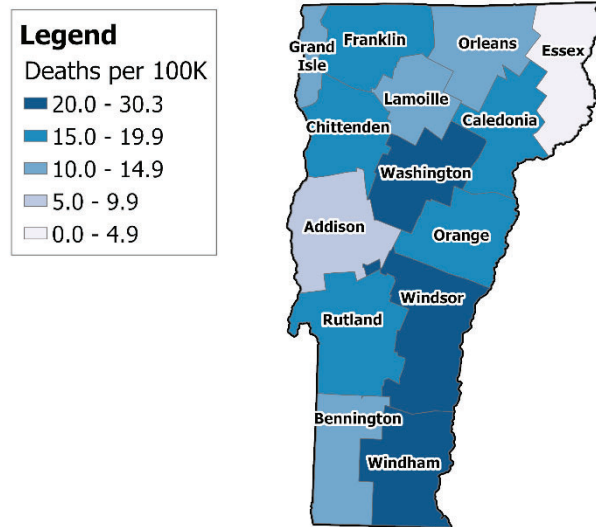 Legend
Deaths per 100K
20.0 - 30.3
15.0 - 19.9
10.0 - 14.9
5.0 - 9.9
0.0 - 4.9
Grand
Isle
Franklin
Orleans
Essex
Lamoille
Chittenden
Caledonia
Washington
Addison
Orange
Windsor
Rutland
Bennington
Windham